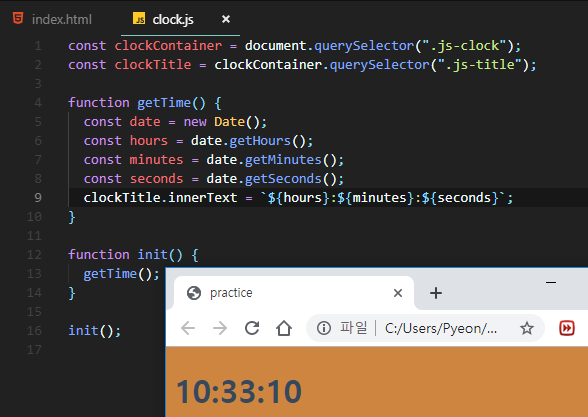 index.html JS clock.js ×
1 const clockContainer = document.querySelector(".js-clock");
2 const clockTitle = clockContainer.querySelector(".js-title");
3
4 function getTime() {
5 const date = new Date();
6 const hours = date.getHours();
7 const minutes = date.getMinutes();
8 const seconds = date.getSeconds();
9 clockTitle.innerText = `${hours}:${minutes}:${seconds}`;
10 }
11
12 function init() {
13 getTime();
14 }
15
16 init();
17
practice
파일 | C:/Users/Pyeon/...
10:33:10